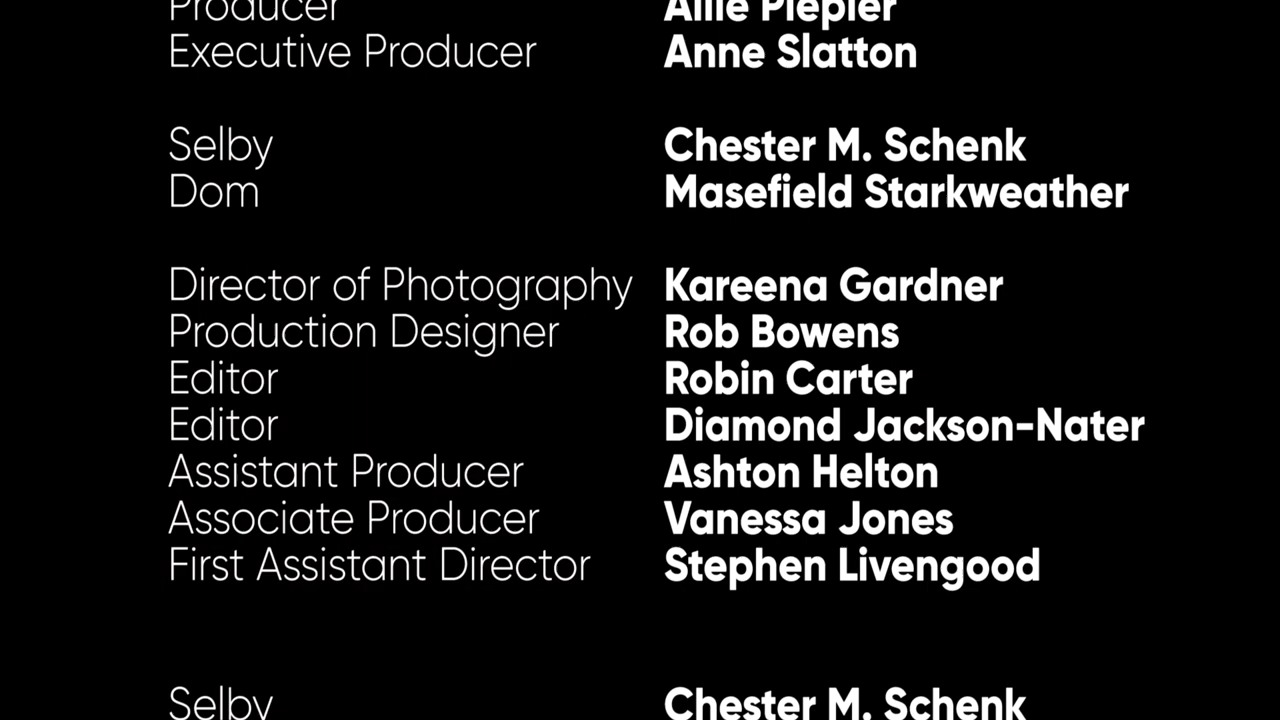 Producer Allie Plepler
Executive Producer Anne Slatton
Selby Chester M. Schenk
Dom Masefield Starkweather
Director of Photography Kareena Gardner
Production Designer Rob Bowens
Editor Robin Carter
Editor Diamond Jackson-Nater
Assistant Producer Ashton Helton
Associate Producer Vanessa Jones
First Assistant Director Stephen Livengood
Selby Chester M. Schenk